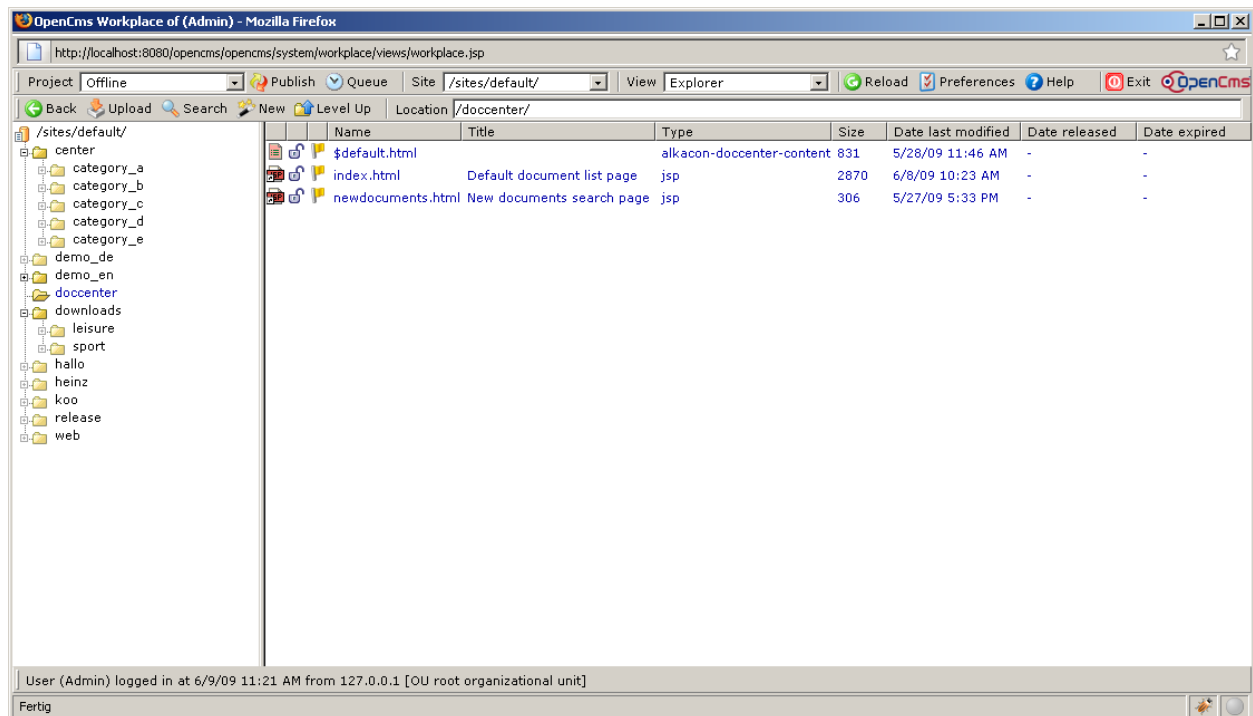 OpenCms Workplace of (Admin) - Mozilla Firefox
http://localhost:8080/opencms/opencms/system/workplace/views/workplace.jsp
Project Offline Publish Queue Site /sites/default/ View Explorer Reload Preferences Help Exit OpenCms
Back Upload Search New Level Up Location /doccenter/
/sites/default/
center
category_a
category_b
category_c
category_d
category_e
demo_de
demo_en
doccenter
downloads
leisure
sport
hallo
heinz
koo
release
web
Name Title Type Size Date last modified Date released Date expired
$default.html alkacon-doccenter-content 831 5/28/09 11:46 AM - -
index.html Default document list page jsp 2870 6/8/09 10:23 AM - -
newdocuments.html New documents search page jsp 306 5/27/09 5:33 PM - -
User (Admin) logged in at 6/9/09 11:21 AM from 127.0.0.1 [OU root organizational unit]
Fertig